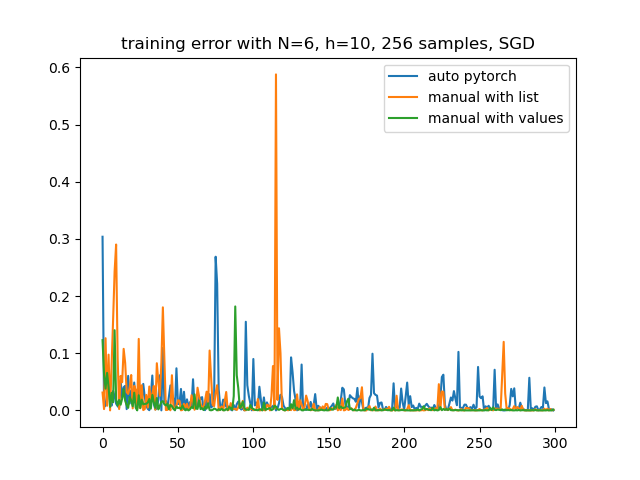 training error with N=6, h=10, 256 samples, SGD
auto pytorch
manual with list
manual with values
0.6
0.5
0.4
0.3
0.2
0.1
0.0
0 50 100 150 200 250 300